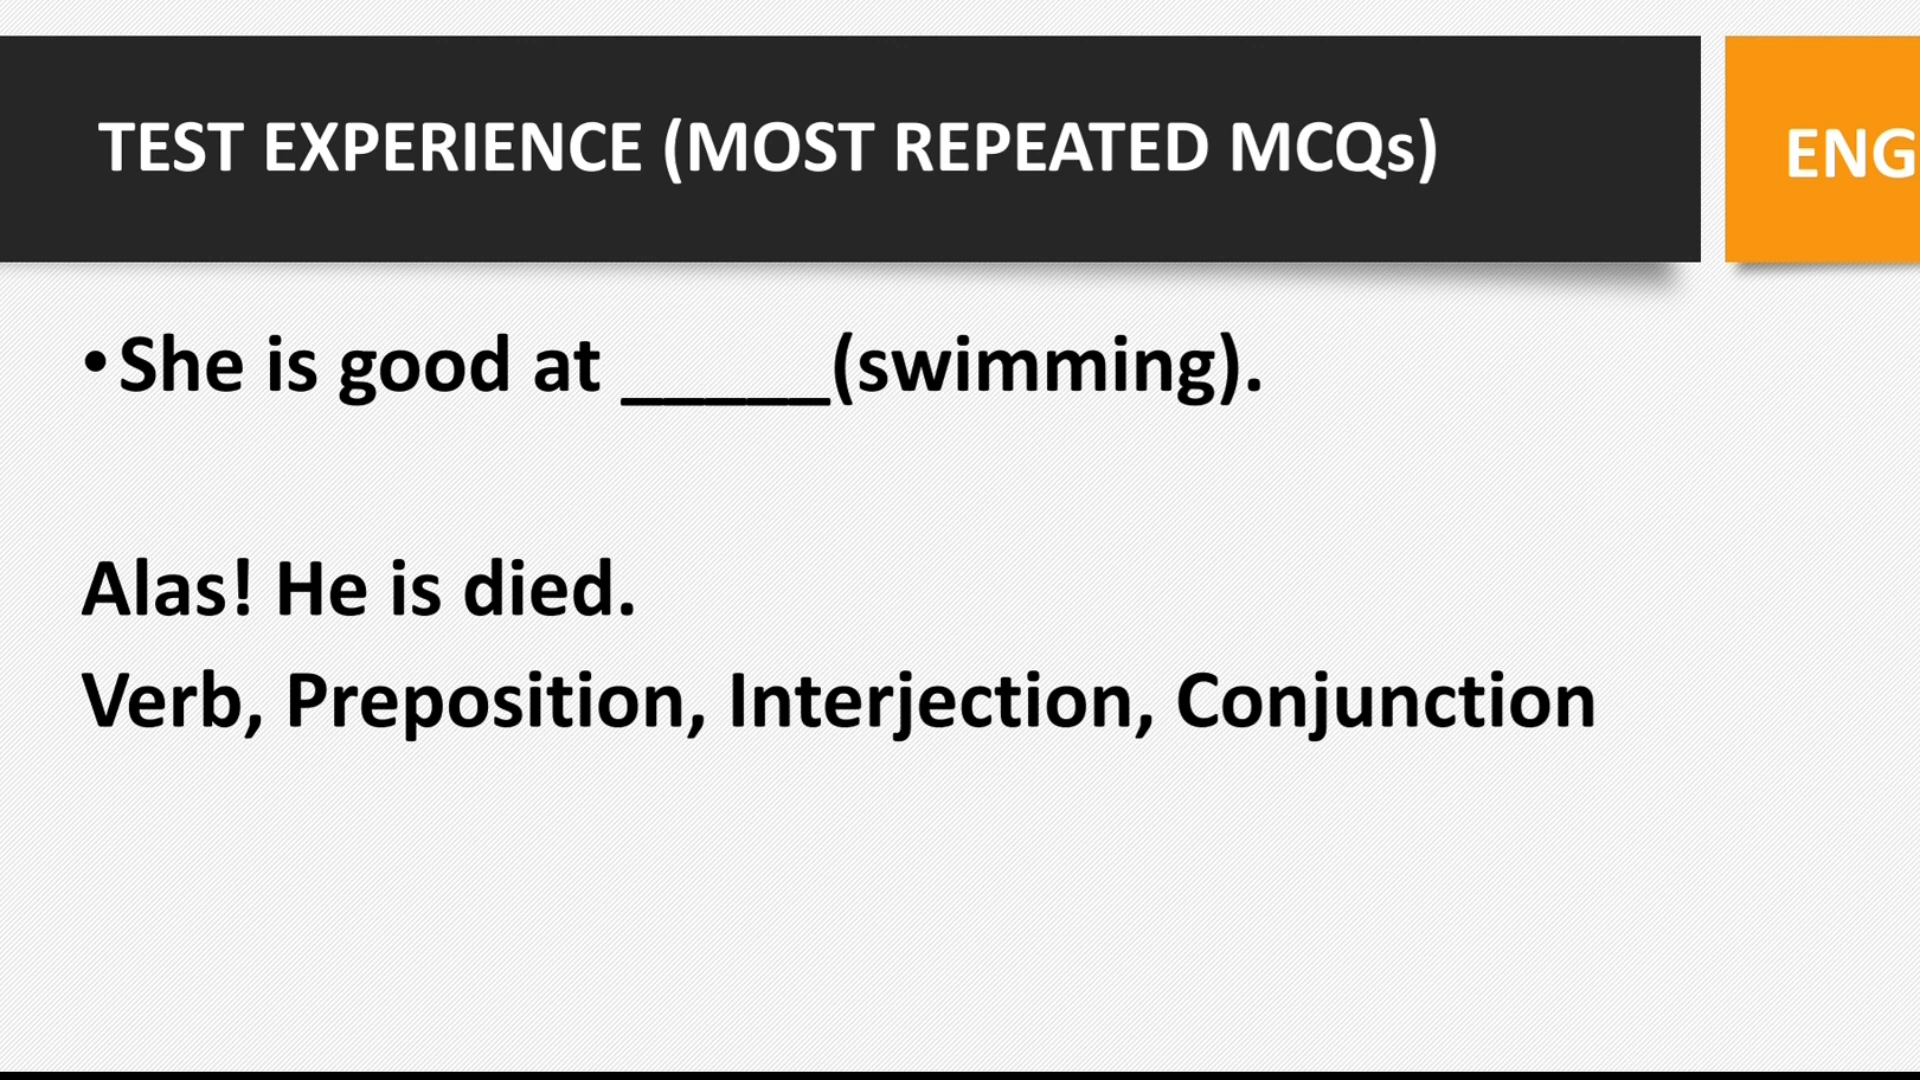 TEST EXPERIENCE (MOST REPEATED MCQs)
ENG
•She is good at _____(swimming).
Alas! He is died.
Verb, Preposition, Interjection, Conjunction